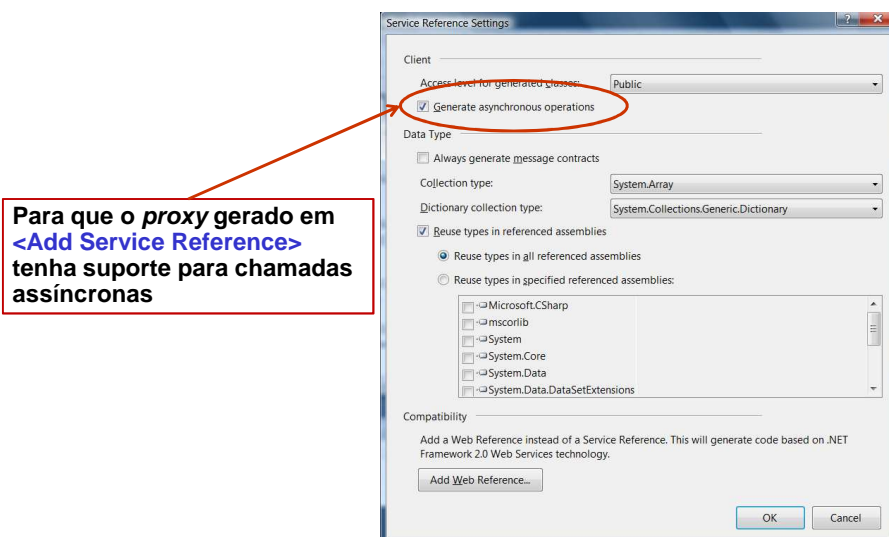 Service Reference Settings
Client
Access level for generated classes:
Public
Generate asynchronous operations
Data Type
Always generate message contracts
Collection type:
System.Array
Dictionary collection type:
System.Collections.Generic.Dictionary
Reuse types in referenced assemblies
Reuse types in all referenced assemblies
Reuse types in specified referenced assemblies:
Microsoft.CSharp
mscorlib
System
System.Core
System.Data
System.Data.DataSetExtensions
Compatibility
Add a Web Reference instead of a Service Reference. This will generate code based on .NET
Framework 2.0 Web Services technology.
Add Web Reference...
OK
Cancel
Para que o proxy gerado em
<Add Service Reference>
tenha suporte para chamadas
assíncronas